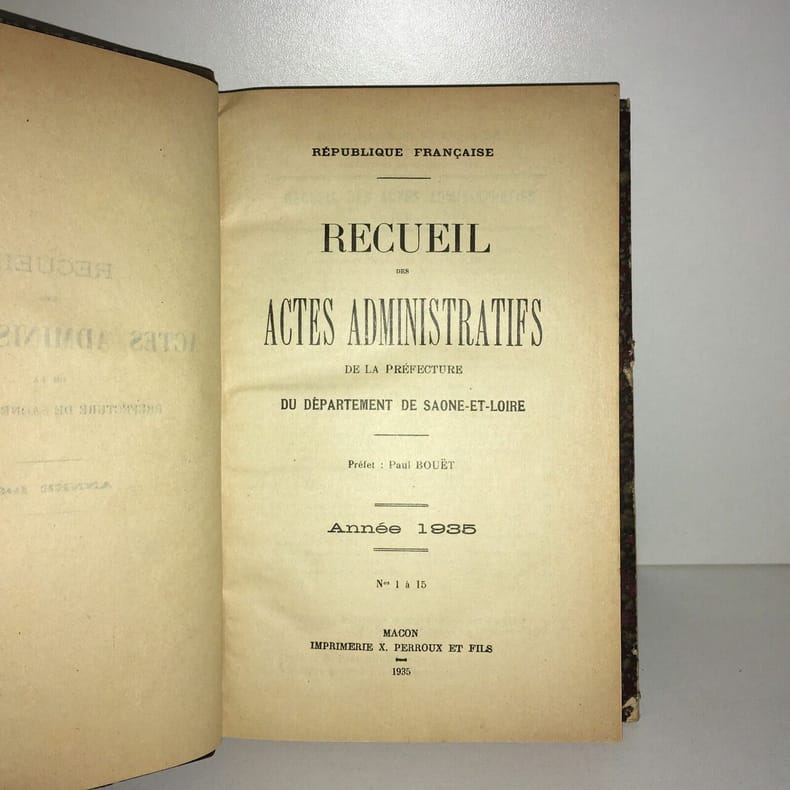 RÉPUBLIQUE FRANÇAISE
RECUEIL
DES
ACTES ADMINISTRATIFS
DE LA PRÉFECTURE
DU DÉPARTEMENT DE SAONE-ET-LOIRE
Préfet : Paul BOUËT
Année 1935
Nos 1 à 15
MACON
IMPRIMERIE X. PERROUX ET FILS
1935